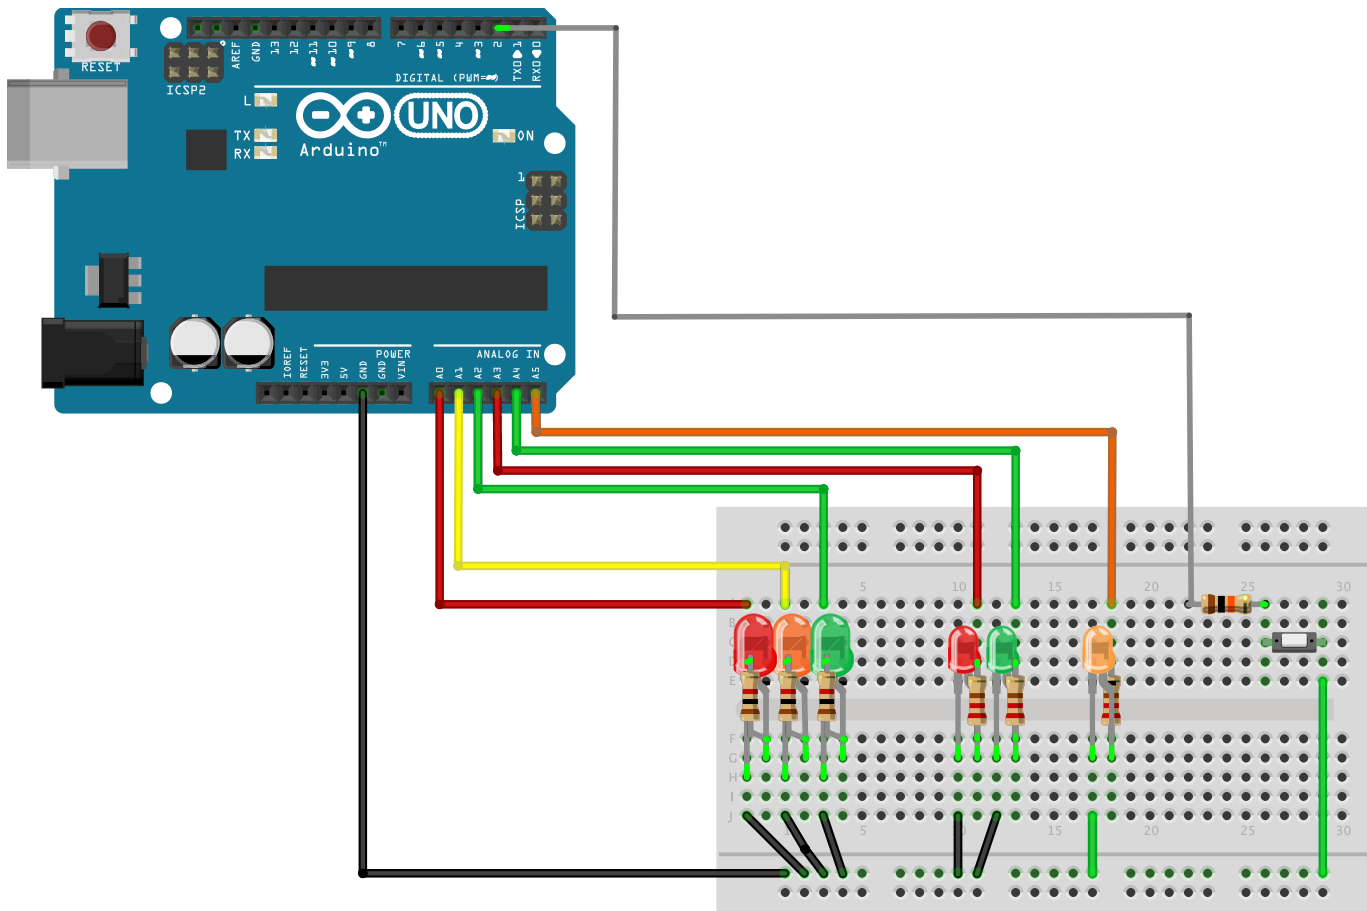 RESET
ICSP2
AREF
GND
13
12
11
10
9
8
7
6
5
4
3
2
TX0 1
RX0 0
DIGITAL (PWM=~)
L
TX
RX
UNO
Arduino™
ON
1
ICSP
IOREF
RESET
3V3
5V
GND
GND
VIN
POWER
ANALOG IN
A0
A1
A2
A3
A4
A5
5
10
15
20
25
30
E
F
G
H
I
J
5
15
20
25
30